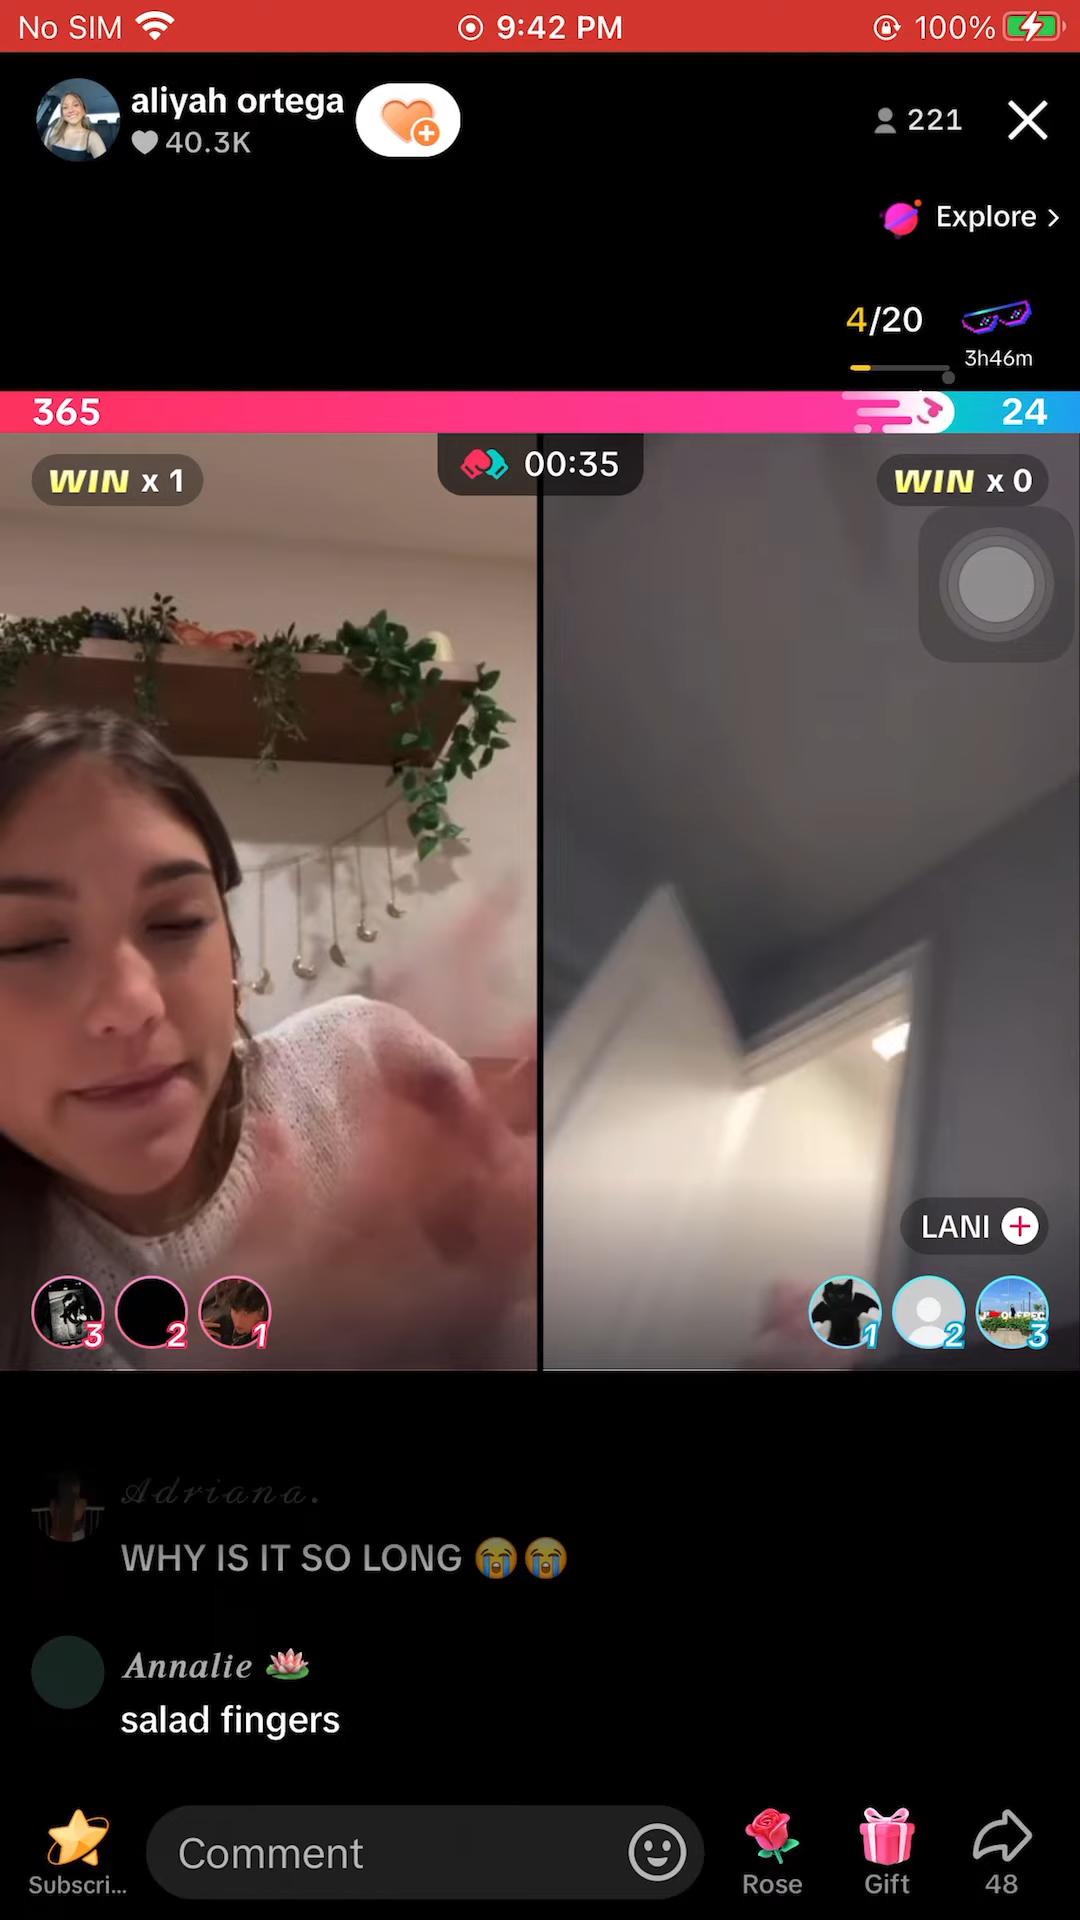 No SIM 9:42 PM 100%
aliyah ortega
40.3K
221
Explore >
4/20
3h46m
365
24
WIN x 1
00:35
WIN x 0
LANI +
3 2 1
1 2 3
Adriana.
WHY IS IT SO LONG 😭😭
Annalie 🪷
salad fingers
Subscri...
Comment
Rose
Gift
48